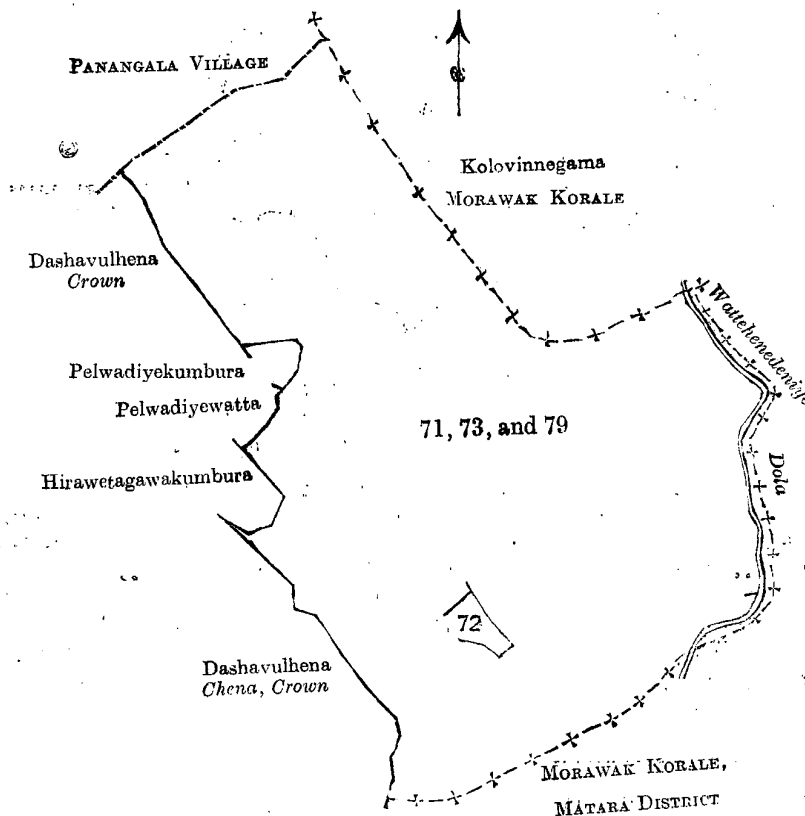 PANANGALA VILLAGE
Kolovinnegama
MORAWAK KORALE
Dashavulhena
Crown
Wattehenedeniye
Dola
Pelwadiyekumbura
Pelwadiyewatta
71, 73, and 79
Hirawetagawakumbura
72
Dashavulhena
Chena, Crown
MORAWAK KORALE,
MATARA DISTRICT